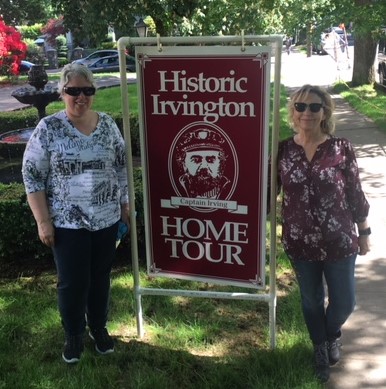 Historic
Irvington
Captain Irving
HOME
TOUR